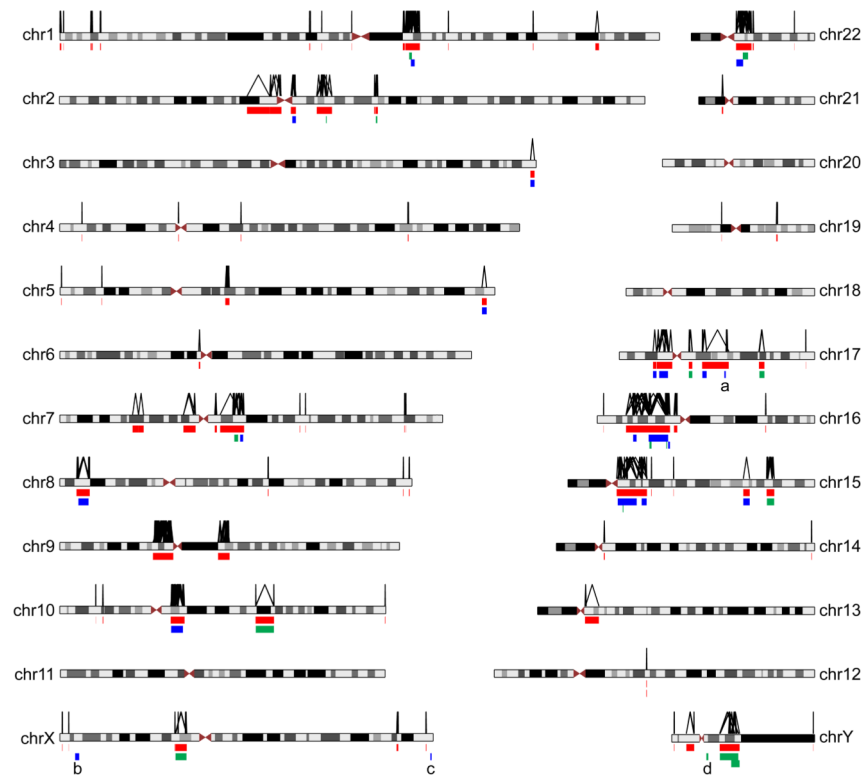 chr1 chr22
chr2 chr21
chr3 chr20
chr4 chr19
chr5 chr18
chr6 chr17
a
chr7 chr16
chr8 chr15
chr9 chr14
chr10 chr13
chr11 chr12
chrX chrY
b c d